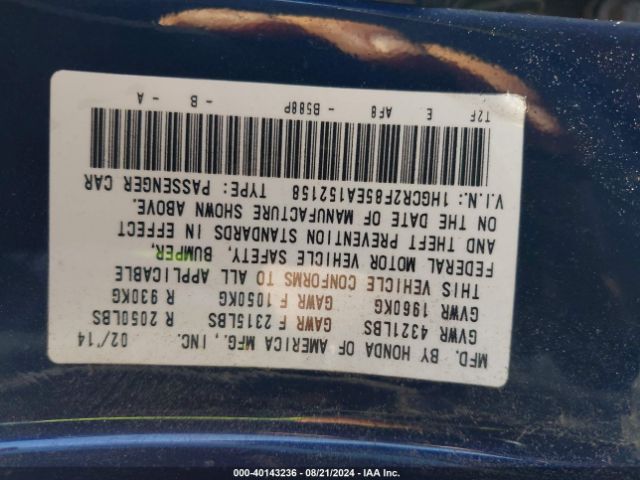 MFD. BY HONDA OF AMERICA MFG., INC. 02/14
GVWR 4321LBS GAWR F 2315LBS R 2050LBS
GVWR 1960KG GAWR F 1050KG R 930KG
THIS VEHICLE CONFORMS TO ALL APPLICABLE
FEDERAL MOTOR VEHICLE SAFETY, BUMPER,
AND THEFT PREVENTION STANDARDS IN EFFECT
ON THE DATE OF MANUFACTURE SHOWN ABOVE.
V.I.N.: 1HGCR2F85EA152158 TYPE: PASSENGER CAR
T2F E AF8 - B588P - B - A
000-40143236 - 08/21/2024 - IAA Inc.